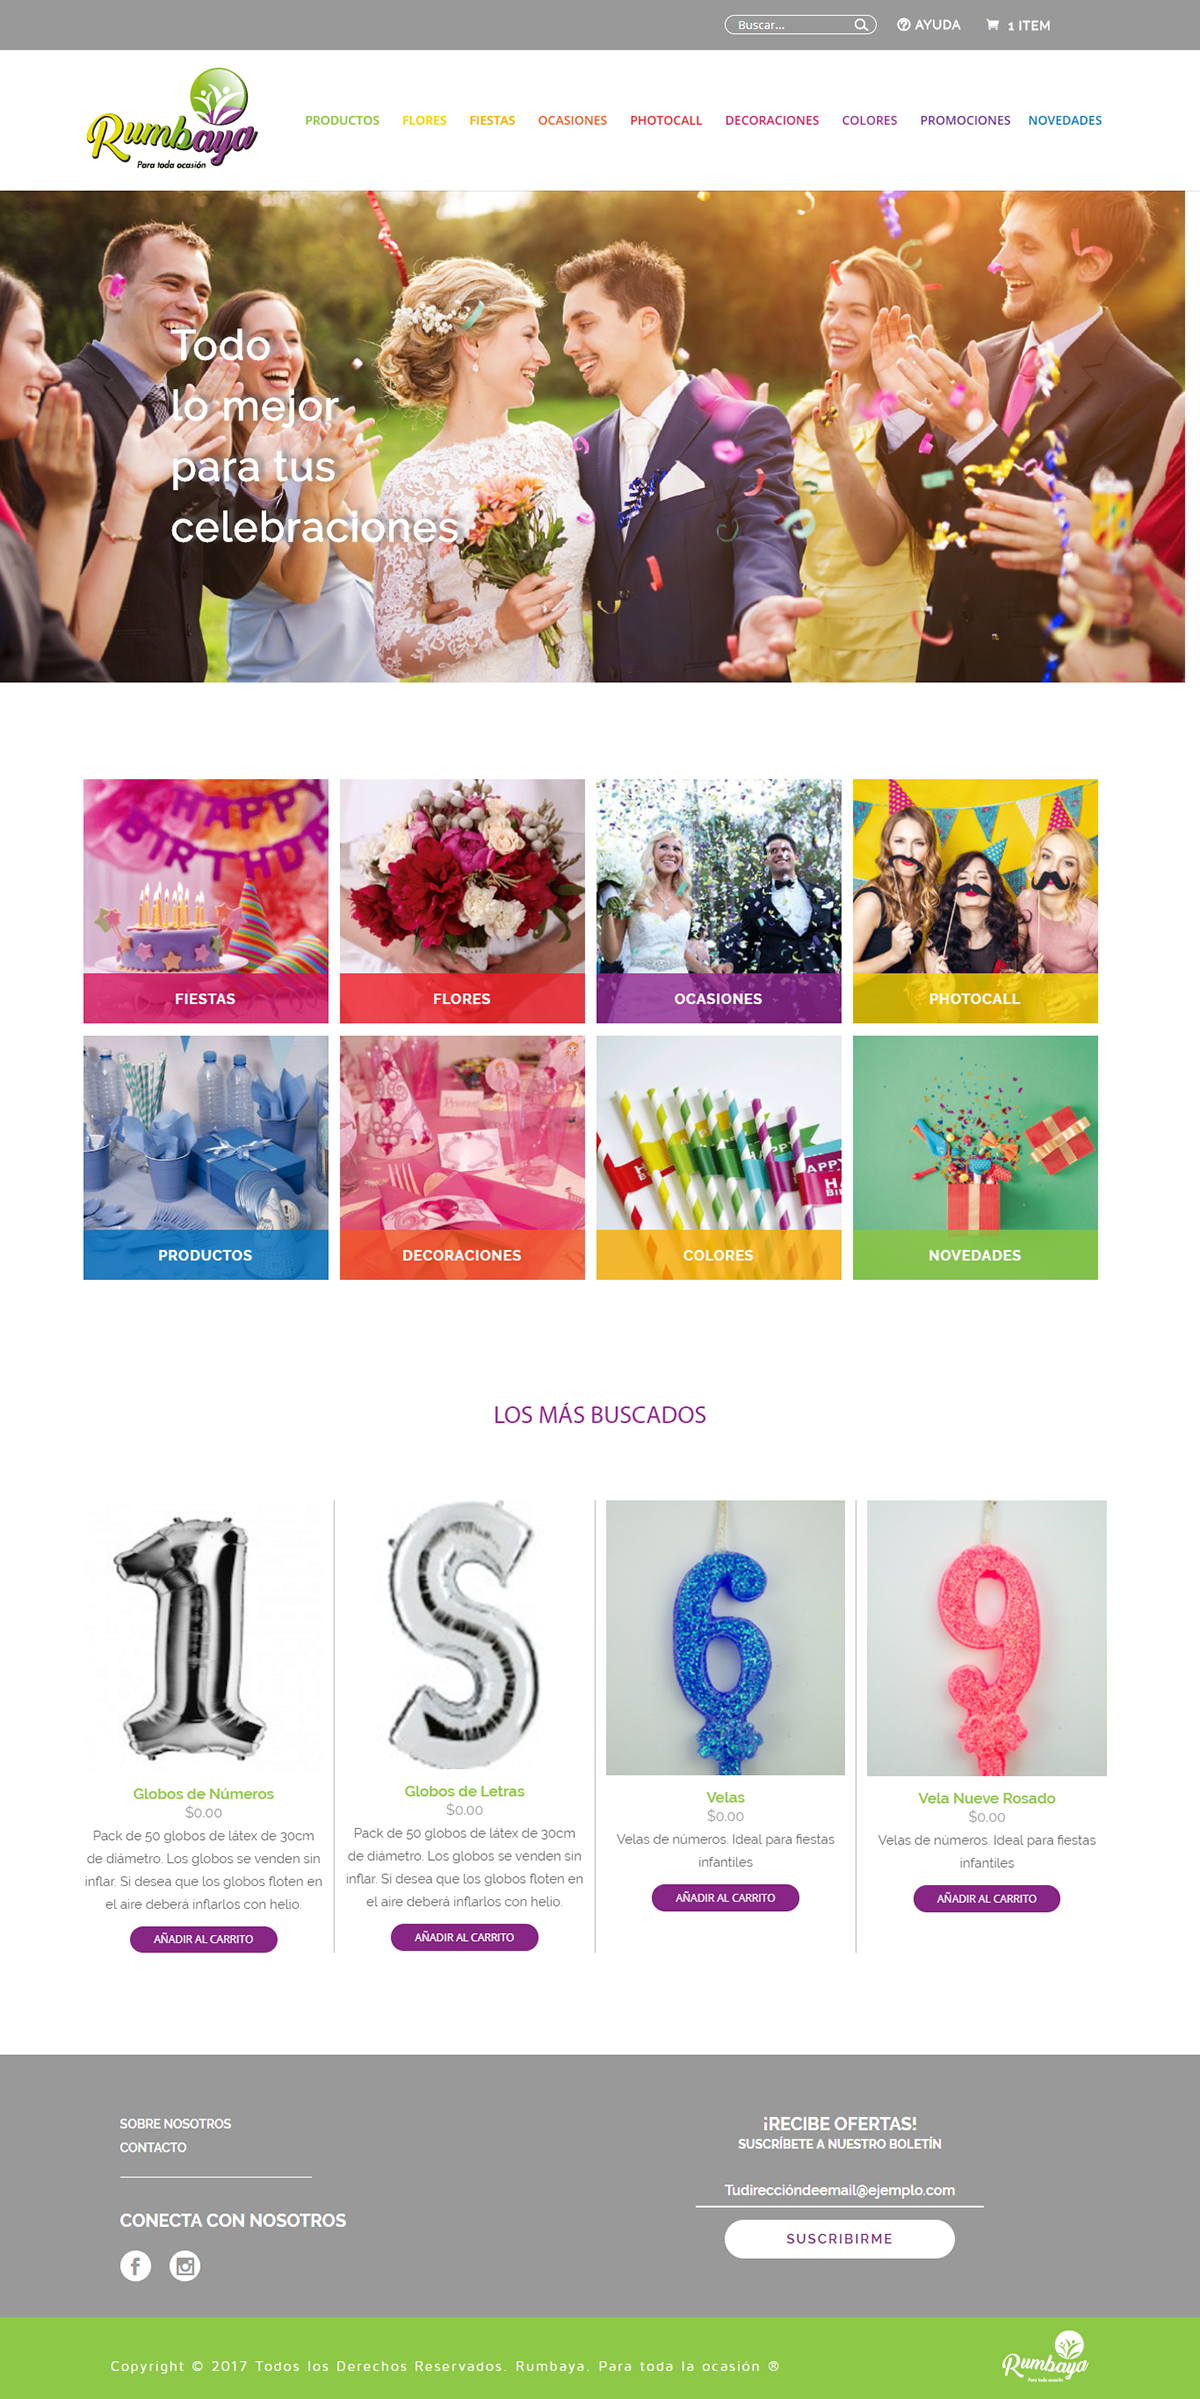 Buscar...
AYUDA
1 ITEM
Rumbaya
Para toda ocasión
PRODUCTOS FLORES FIESTAS OCASIONES PHOTOCALL DECORACIONES COLORES PROMOCIONES NOVEDADES
Todo
lo mejor
para tus
celebraciones
HAPPY
BIRTHDA
FIESTAS
FLORES
OCASIONES
PHOTOCALL
PRODUCTOS
DECORACIONES
HAPPY
COLORES
NOVEDADES
LOS MÁS BUSCADOS
Globos de Números
$0.00
Pack de 50 globos de látex de 30cm
de diámetro. Los globos se venden sin
inflar. Si desea que los globos floten en
el aire deberá inflarlos con helio.
AÑADIR AL CARRITO
Globos de Letras
$0.00
Pack de 50 globos de látex de 30cm
de diámetro. Los globos se venden sin
inflar. Si desea que los globos floten en
el aire deberá inflarlos con helio.
AÑADIR AL CARRITO
Velas
$0.00
Velas de números. Ideal para fiestas
infantiles
AÑADIR AL CARRITO
Vela Nueve Rosado
$0.00
Velas de números. Ideal para fiestas
infantiles
AÑADIR AL CARRITO
SOBRE NOSOTROS
CONTACTO
CONECTA CON NOSOTROS
¡RECIBE OFERTAS!
SUSCRÍBETE A NUESTRO BOLETÍN
Tudireccióndeemail@ejemplo.com
SUSCRIBIRME
Copyright © 2017 Todos los Derechos Reservados. Rumbaya. Para toda la ocasión ®
Rumbaya
Para toda ocasión